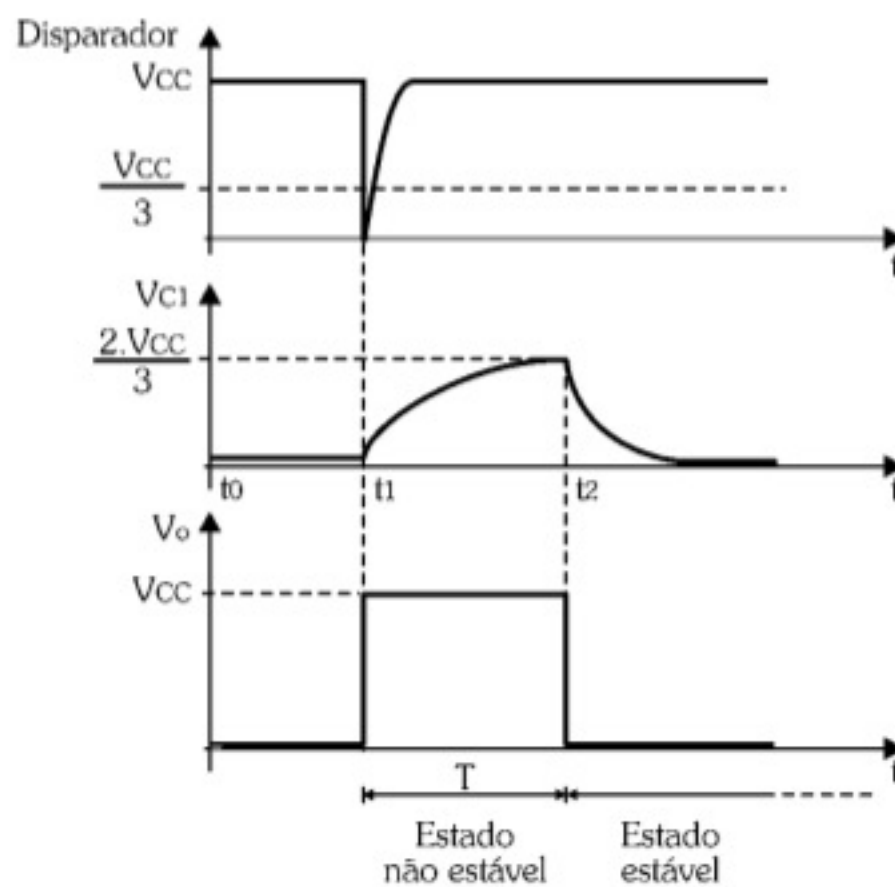 Disparador
VCC
VCC
3
t
VC1
2.VCC
3
t0
t1
t2
t
Vo
VCC
t
T
Estado
não estável
Estado
estável